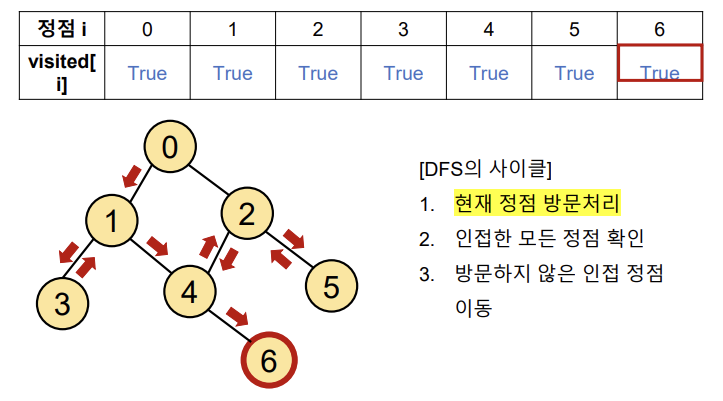 정점 i 0 1 2 3 4 5 6
visited[
i] True True True True True True True
0
1 2
3 4 5
6
[DFS의 사이클]
1. 현재 정점 방문처리
2. 인접한 모든 정점 확인
3. 방문하지 않은 인접 정점
이동